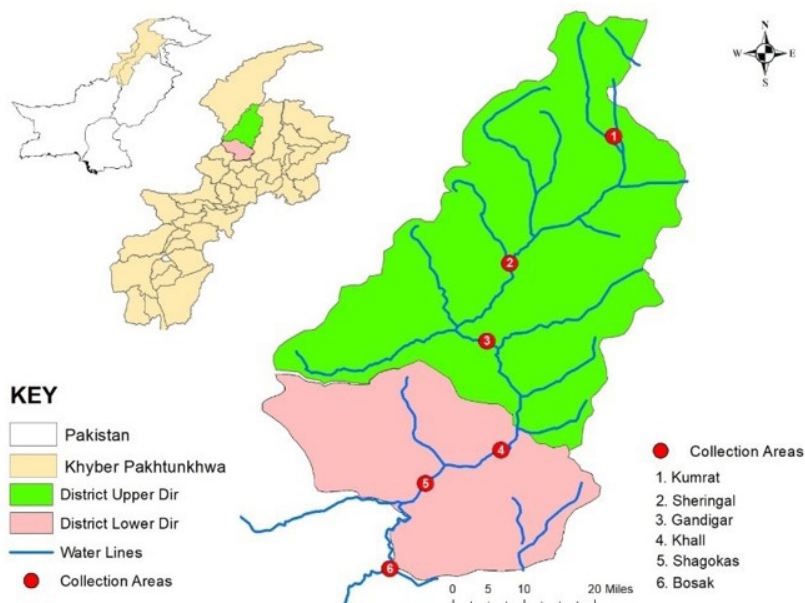 N
W E
S
1
2
3
4
5
6
KEY
Pakistan
Khyber Pakhtunkhwa
District Upper Dir
District Lower Dir
Water Lines
Collection Areas
Collection Areas
1. Kumrat
2. Sheringal
3. Gandigar
4. Khall
5. Shagokas
6. Bosak
0 5 10 20 Miles